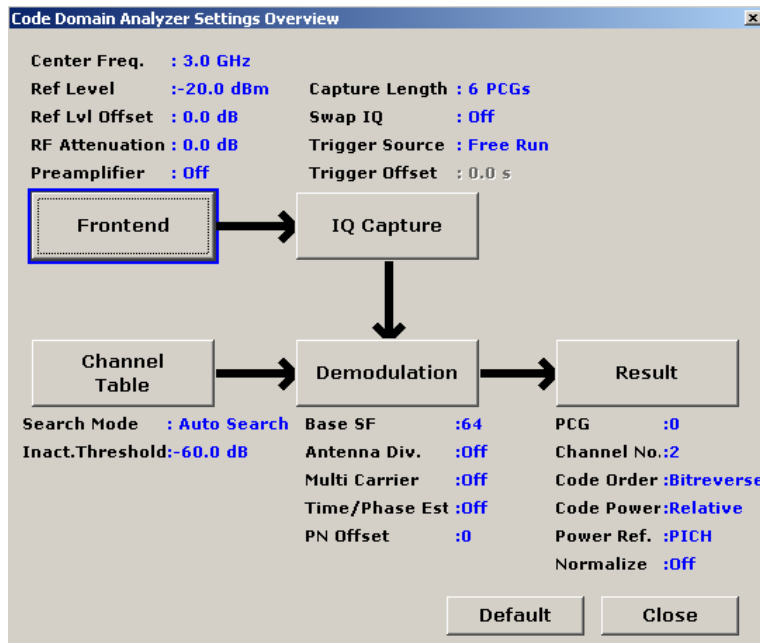 Code Domain Analyzer Settings Overview
Center Freq. : 3.0 GHz
Ref Level :-20.0 dBm
Ref Lvl Offset : 0.0 dB
RF Attenuation : 0.0 dB
Preamplifier : Off
Capture Length : 6 PCGs
Swap IQ : Off
Trigger Source : Free Run
Trigger Offset : 0.0 s
Frontend
IQ Capture
Channel
Table
Demodulation
Result
Search Mode : Auto Search
Inact.Threshold:-60.0 dB
Base SF :64
Antenna Div. :Off
Multi Carrier :Off
Time/Phase Est :Off
PN Offset :0
PCG :0
Channel No.:2
Code Order :Bitreverse
Code Power:Relative
Power Ref. :PICH
Normalize :Off
Default
Close